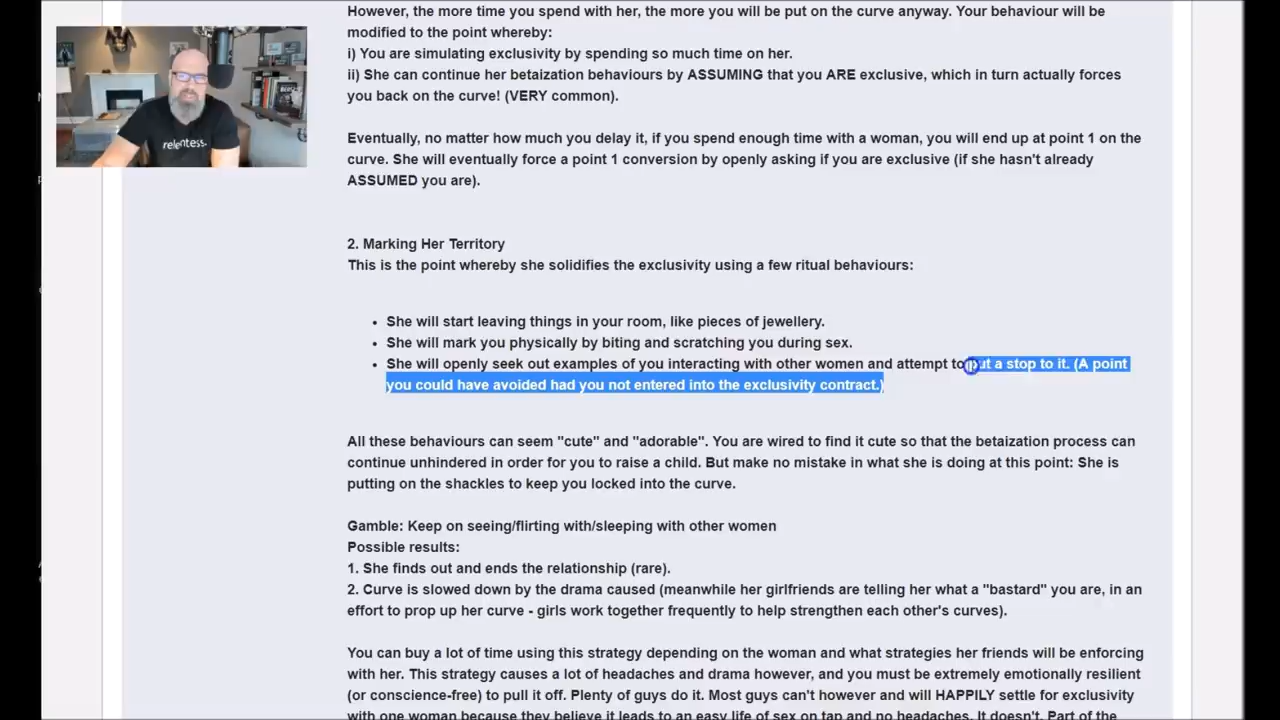 However, the more time you spend with her, the more you will be put on the curve anyway. Your behaviour will be
modified to the point whereby:
i) You are simulating exclusivity by spending so much time on her.
ii) She can continue her betaization behaviours by ASSUMING that you ARE exclusive, which in turn actually forces
you back on the curve! (VERY common).
relentless.
Eventually, no matter how much you delay it, if you spend enough time with a woman, you will end up at point 1 on the
curve. She will eventually force a point 1 conversion by openly asking if you are exclusive (if she hasn't already
ASSUMED you are).
2. Marking Her Territory
This is the point whereby she solidifies the exclusivity using a few ritual behaviours:
• She will start leaving things in your room, like pieces of jewellery.
• She will mark you physically by biting and scratching you during sex.
• She will openly seek out examples of you interacting with other women and attempt to put a stop to it. (A point
you could have avoided had you not entered into the exclusivity contract.)
All these behaviours can seem "cute" and "adorable". You are wired to find it cute so that the betaization process can
continue unhindered in order for you to raise a child. But make no mistake in what she is doing at this point: She is
putting on the shackles to keep you locked into the curve.
Gamble: Keep on seeing/flirting with/sleeping with other women
Possible results:
1. She finds out and ends the relationship (rare).
2. Curve is slowed down by the drama caused (meanwhile her girlfriends are telling her what a "bastard" you are, in an
effort to prop up her curve - girls work together frequently to help strengthen each other's curves).
You can buy a lot of time using this strategy depending on the woman and what strategies her friends will be enforcing
with her. This strategy causes a lot of headaches and drama however, and you must be extremely emotionally resilient
(or conscience-free) to pull it off. Plenty of guys do it. Most guys can't however and will HAPPILY settle for exclusivity
with one woman because they believe it leads to an easy life of sex on tap and no headaches. It doesn't. Part of the